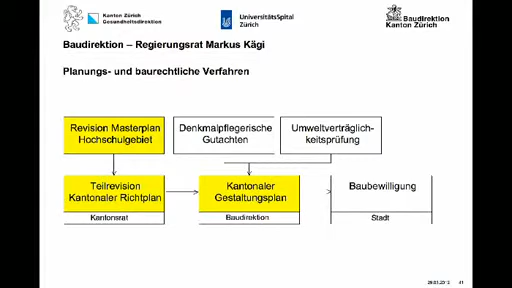 Kanton Zürich
Gesundheitsdirektion
UniversitätsSpital
Zürich
Baudirektion
Kanton Zürich
Baudirektion – Regierungsrat Markus Kägi
Planungs- und baurechtliche Verfahren
Revision Masterplan
Hochschulgebiet
Denkmalpflegerische
Gutachten
Umweltverträglich-
keitsprüfung
Teilrevision
Kantonaler Richtplan
Kantonsrat
Kantonaler
Gestaltungsplan
Baudirektion
Baubewilligung
Stadt